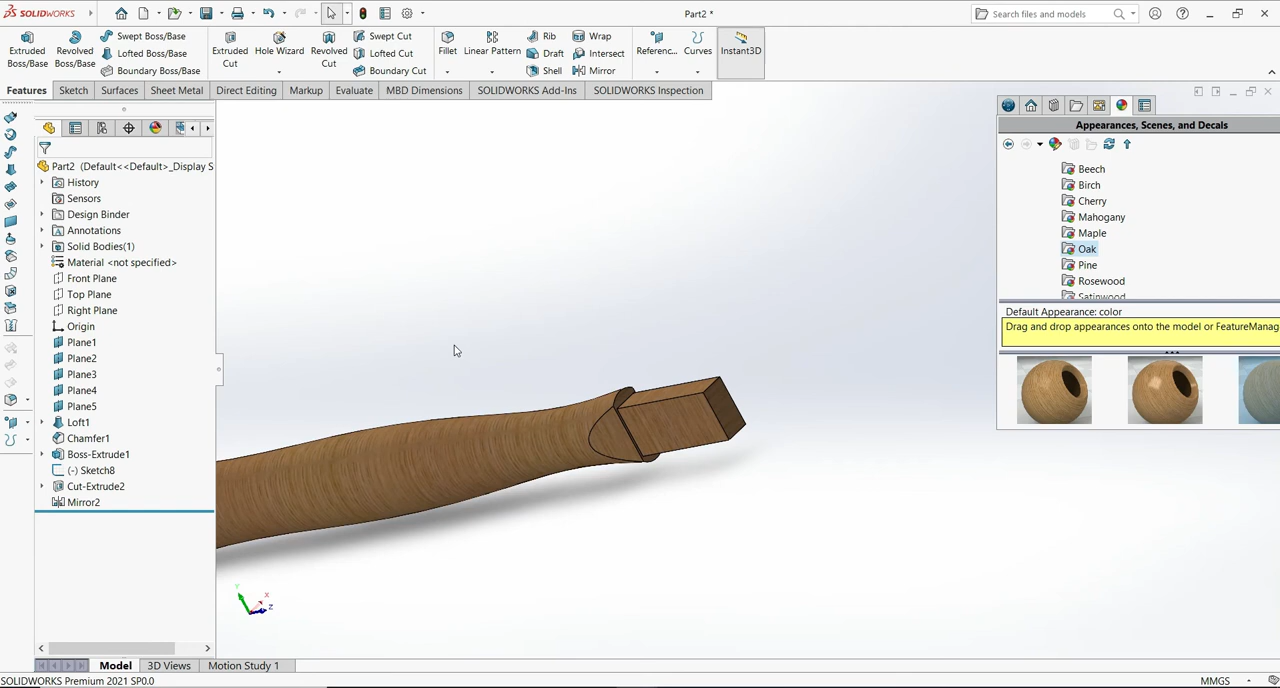 SOLIDWORKS
Part2 *
Search files and models
Extruded Boss/Base
Revolved Boss/Base
Swept Boss/Base
Lofted Boss/Base
Boundary Boss/Base
Extruded Cut
Hole Wizard
Revolved Cut
Swept Cut
Lofted Cut
Boundary Cut
Fillet
Linear Pattern
Rib
Draft
Shell
Wrap
Intersect
Mirror
Referenc...
Curves
Instant3D
Features
Sketch
Surfaces
Sheet Metal
Direct Editing
Markup
Evaluate
MBD Dimensions
SOLIDWORKS Add-Ins
SOLIDWORKS Inspection
Part2 (Default<<Default>_Display S
History
Sensors
Design Binder
Annotations
Solid Bodies(1)
Material <not specified>
Front Plane
Top Plane
Right Plane
Origin
Plane1
Plane2
Plane3
Plane4
Plane5
Loft1
Chamfer1
Boss-Extrude1
(-) Sketch8
Cut-Extrude2
Mirror2
Y
X
Z
Appearances, Scenes, and Decals
Beech
Birch
Cherry
Mahogany
Maple
Oak
Pine
Rosewood
Satinwood
Default Appearance: color
Drag and drop appearances onto the model or FeatureManag
Model
3D Views
Motion Study 1
SOLIDWORKS Premium 2021 SP0.0
MMGS